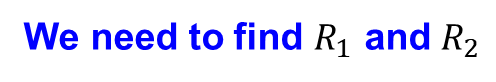 We need to find R₁ and R₂